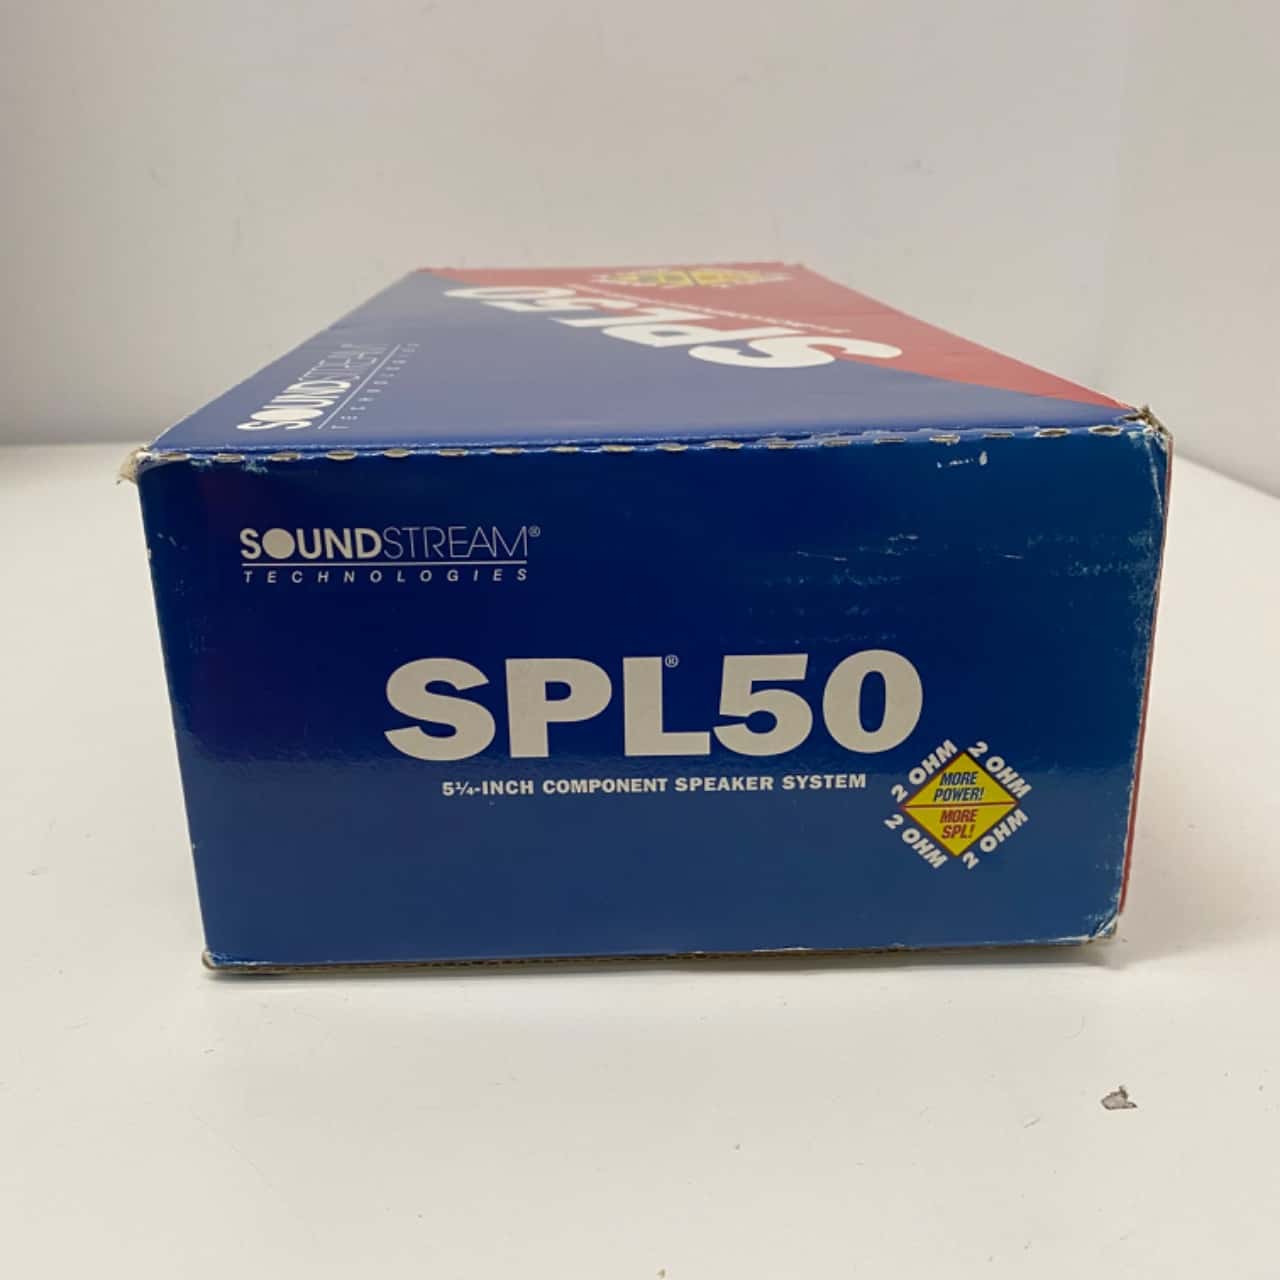 SPL50
SOUNDSTREAM
TECHNOLOGIES
SOUNDSTREAM®
TECHNOLOGIES
SPL®50
5¼-INCH COMPONENT SPEAKER SYSTEM
2 OHM 2 OHM
MORE
POWER!
MORE
SPL!
2 OHM 2 OHM